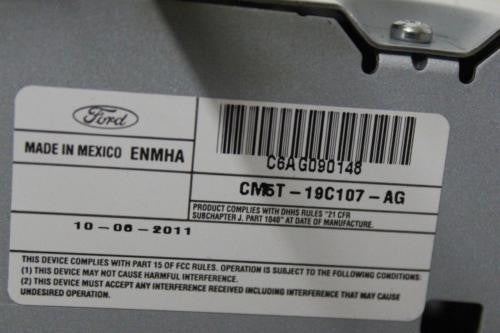 Ford
MADE IN MEXICO ENMHA
C6AG090148
CM5T-19C107-AG
PRODUCT COMPLIES WITH DHHS RULES "21 CFR
SUBCHAPTER J, PART 1040" AT DATE OF MANUFACTURE.
10-06-2011
THIS DEVICE COMPLIES WITH PART 15 OF FCC RULES. OPERATION IS SUBJECT TO THE FOLLOWING CONDITIONS:
(1) THIS DEVICE MAY NOT CAUSE HARMFUL INTERFERENCE.
(2) THIS DEVICE MUST ACCEPT ANY INTERFERENCE RECEIVED INCLUDING INTERFERENCE THAT MAY CAUSE
UNDESIRED OPERATION.